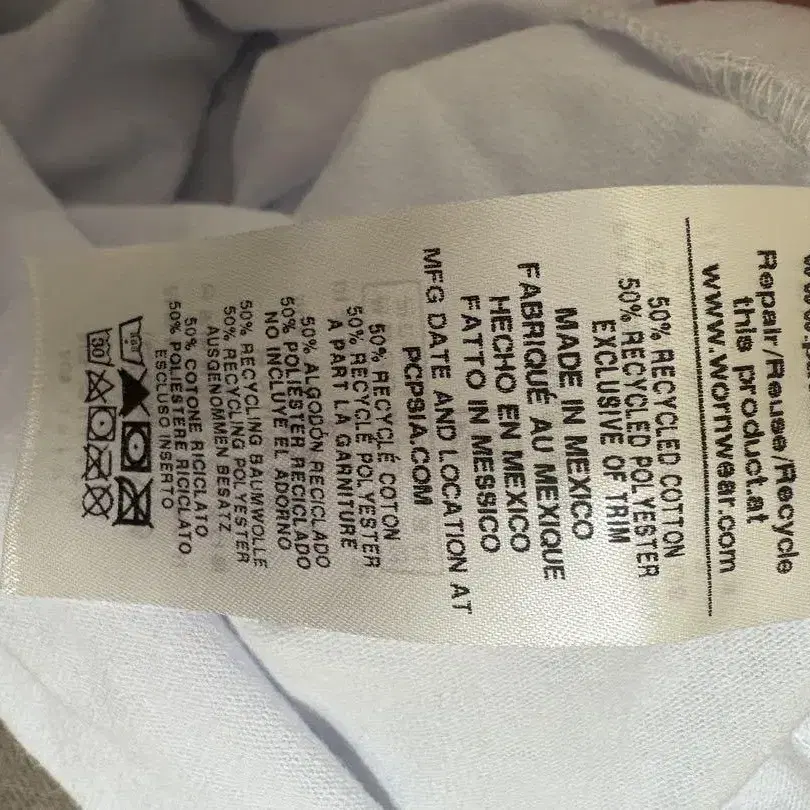 Repair/Reuse/Recycle
this product at
www.wornwear.com
50% RECYCLED COTTON
50% RECYCLED POLYESTER
EXCLUSIVE OF TRIM
MADE IN MEXICO
FABRIQUÉ AU MEXIQUE
HECHO EN MEXICO
FATTO IN MESSICO
MFG DATE AND LOCATION AT
PCPSIA.COM
50% RECYCLÉ COTON
50% RECYCLÉ POLYESTER
A PART LA GARNITURE
50% ALGODÓN RECICLADO
50% POLIÉSTER RECICLADO
NO INCLUYE EL ADORNO
50% RECYCLING BAUMWOLLE
50% RECYCLING POLYESTER
AUSGENOMMEN BESATZ
50% COTONE RICICLATO
50% POLIESTERE RICICLATO
ESCLUSO INSERTO
30